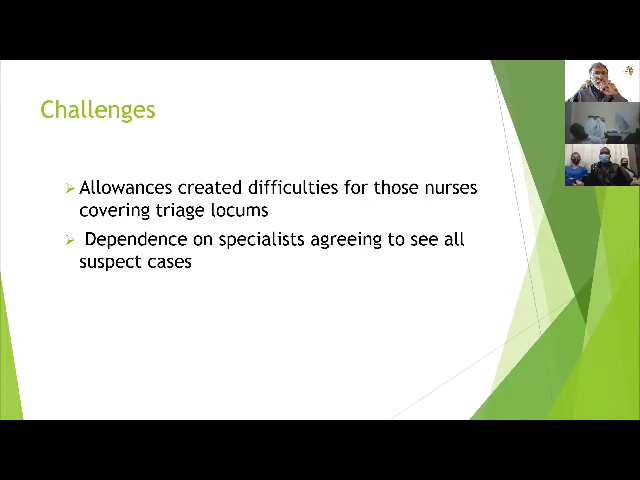 Challenges
Allowances created difficulties for those nurses
covering triage locums
Dependence on specialists agreeing to see all
suspect cases